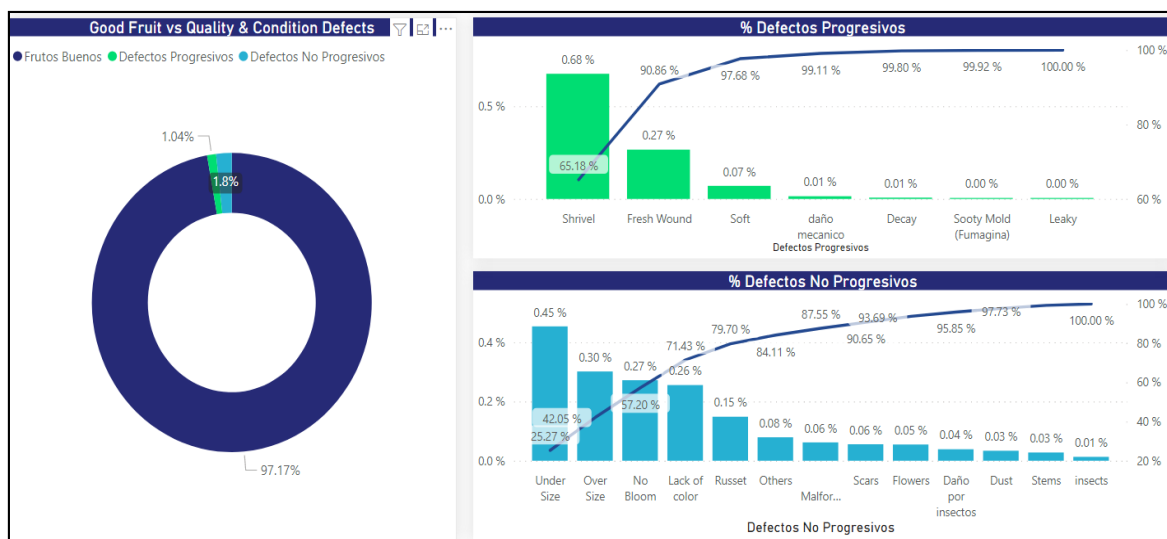 Good Fruit vs Quality & Condition Defects
Frutos Buenos Defectos Progresivos Defectos No Progresivos
1.04%
1.8%
97.17%
% Defectos Progresivos
0.68 % 90.86 % 97.68 % 99.11 % 99.80 % 99.92 % 100.00 % 100 %
0.5 %
0.27 % 80 %
65.18 % 0.07 % 0.01 % 0.01 % 0.00 % 0.00 %
0.0 % 60 %
Shrivel Fresh Wound Soft daño mecanico Decay Sooty Mold (Fumagina) Leaky
Defectos Progresivos
% Defectos No Progresivos
0.45 % 79.70 % 87.55 % 93.69 % 97.73 % 100.00 % 100 %
0.4 % 0.30 % 0.27 % 71.43 % 84.11 % 90.65 % 95.85 % 80 %
0.26 %
60 %
0.2 % 42.05 % 57.20 % 0.15 % 40 %
25.27 % 0.08 % 0.06 % 0.06 % 0.05 % 0.04 % 0.03 % 0.03 % 0.01 %
0.0 % 20 %
Under Size Over Size No Bloom Lack of color Russet Others Malfor... Scars Flowers Daño por insectos Dust Stems insects
Defectos No Progresivos